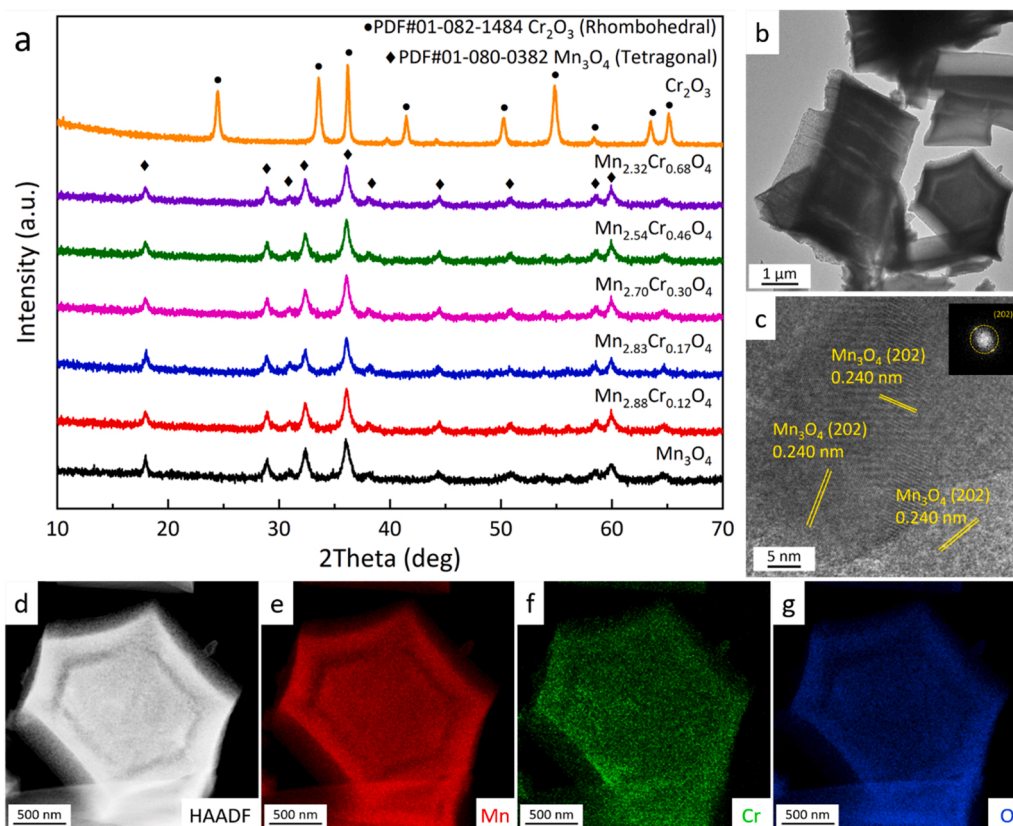 a
●PDF#01-082-1484 Cr₂O₃ (Rhombohedral)
◆ PDF#01-080-0382 Mn₃O₄ (Tetragonal)
Cr₂O₃
Mn₂.₃₂Cr₀.₆₈O₄
Mn₂.₅₄Cr₀.₄₆O₄
Mn₂.₇₀Cr₀.₃₀O₄
Mn₂.₈₃Cr₀.₁₇O₄
Mn₂.₈₈Cr₀.₁₂O₄
Mn₃O₄
Intensity (a.u.)
10 20 30 40 50 60 70
2Theta (deg)
b
1 μm
c
(202)
Mn₃O₄ (202)
0.240 nm
Mn₃O₄ (202)
0.240 nm
Mn₃O₄ (202)
0.240 nm
5 nm
d
500 nm
HAADF
e
500 nm
Mn
f
500 nm
Cr
g
500 nm
O